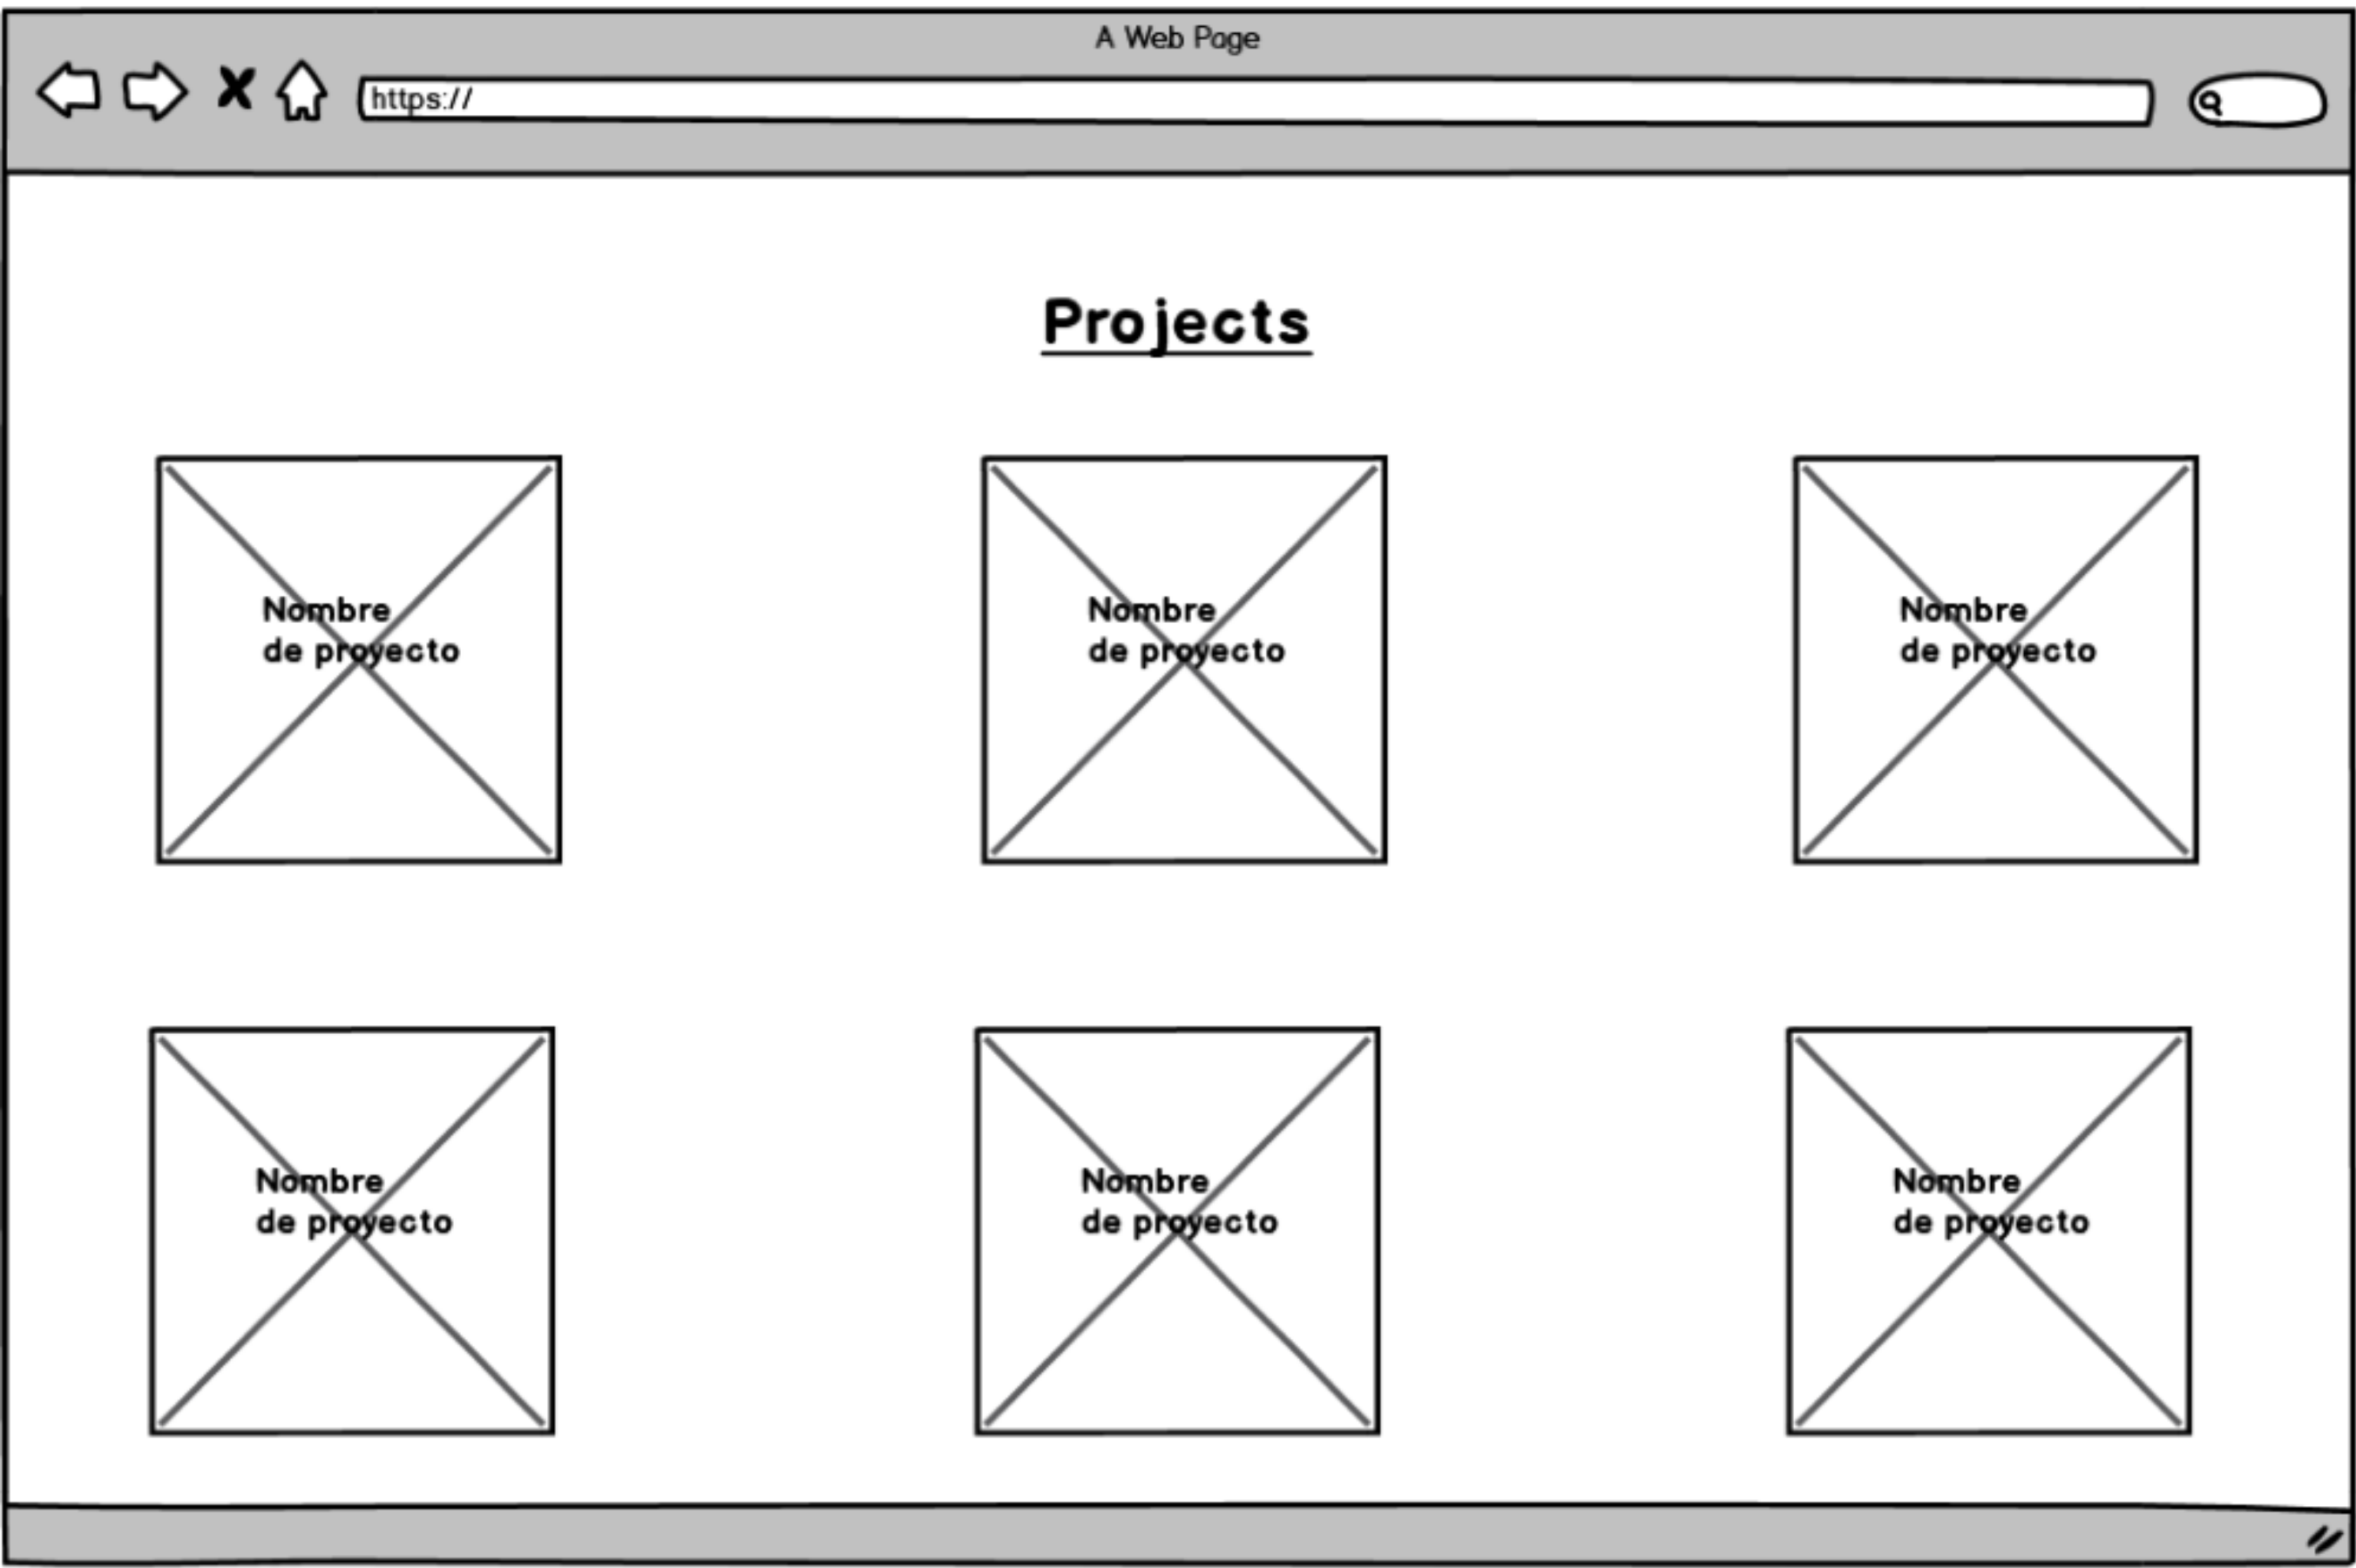 A Web Page
https://
Projects
Nombre
de proyecto
Nombre
de proyecto
Nombre
de proyecto
Nombre
de proyecto
Nombre
de proyecto
Nombre
de proyecto